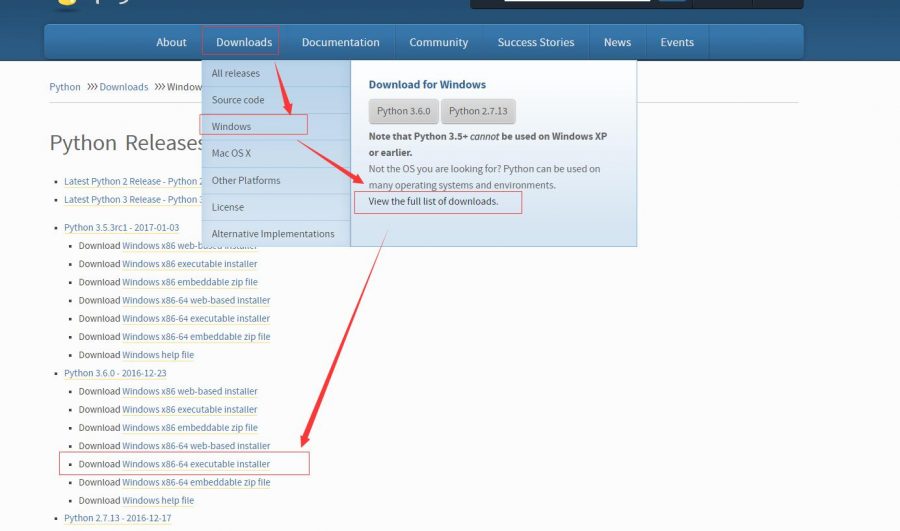 About Downloads Documentation Community Success Stories News Events
Python >>> Downloads >>> Window
Python Releases
Latest Python 2 Release - Python 2
Latest Python 3 Release - Python 3
All releases
Source code
Windows
Mac OS X
Other Platforms
License
Alternative Implementations
Download for Windows
Python 3.6.0 Python 2.7.13
Note that Python 3.5+ cannot be used on Windows XP
or earlier.
Not the OS you are looking for? Python can be used on
many operating systems and environments.
View the full list of downloads.
Python 3.5.3rc1 - 2017-01-03
Download Windows x86 web-based installer
Download Windows x86 executable installer
Download Windows x86 embeddable zip file
Download Windows x86-64 web-based installer
Download Windows x86-64 executable installer
Download Windows x86-64 embeddable zip file
Download Windows help file
Python 3.6.0 - 2016-12-23
Download Windows x86 web-based installer
Download Windows x86 executable installer
Download Windows x86 embeddable zip file
Download Windows x86-64 web-based installer
Download Windows x86-64 executable installer
Download Windows x86-64 embeddable zip file
Download Windows help file
Python 2.7.13 - 2016-12-17